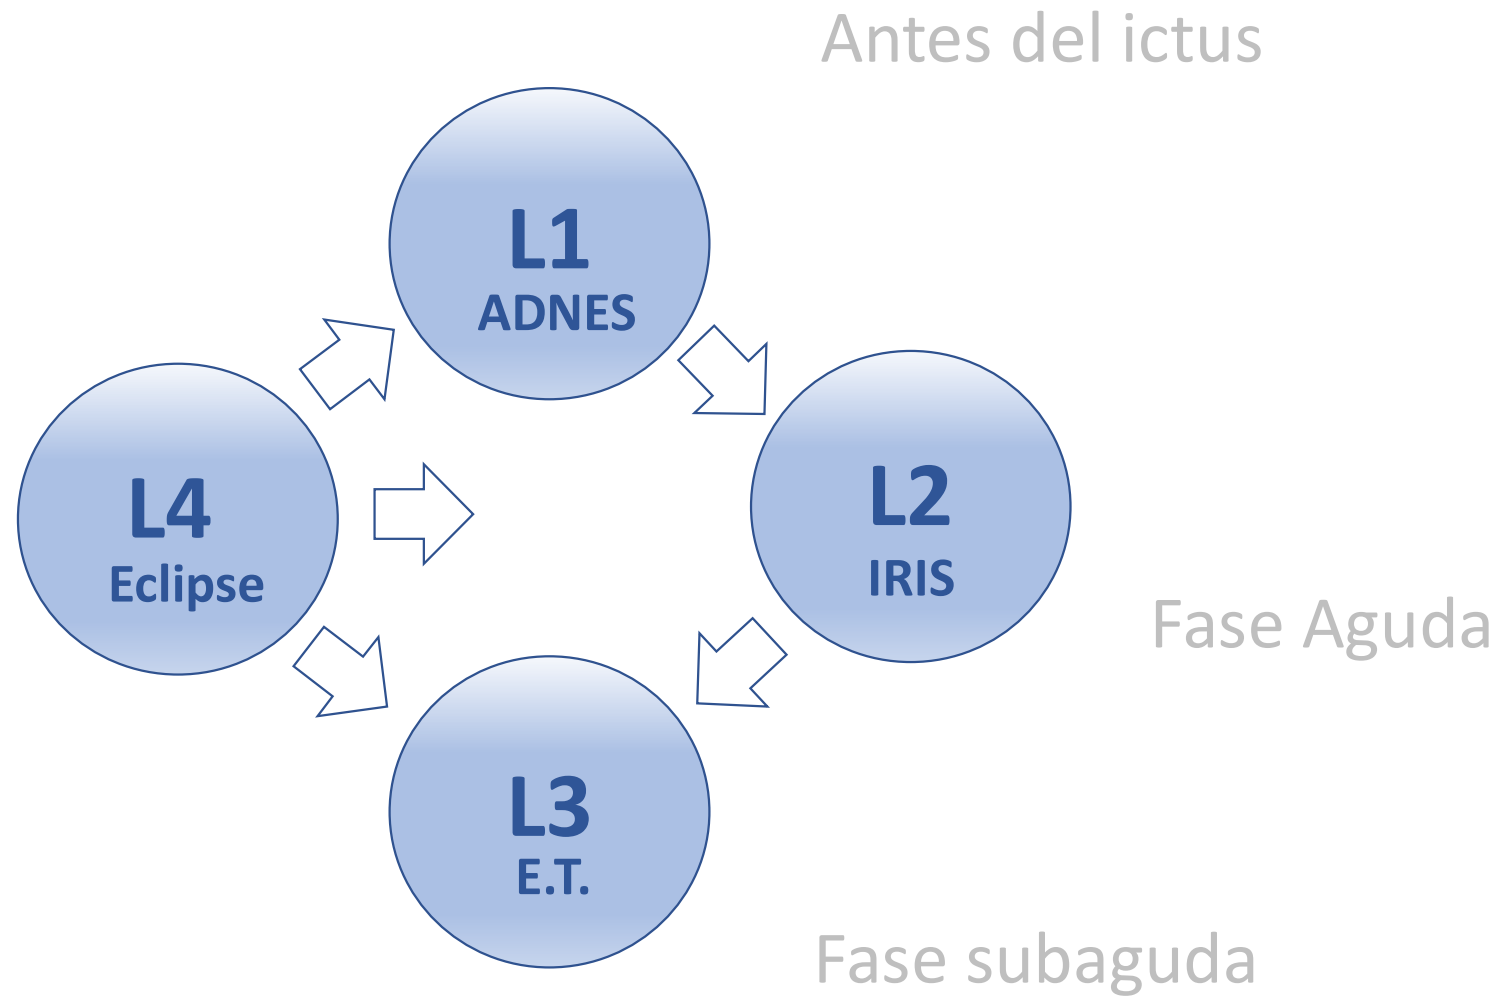 Antes del ictus
L1
ADNES
L4
Eclipse
L2
IRIS
Fase Aguda
L3
E.T.
Fase subaguda